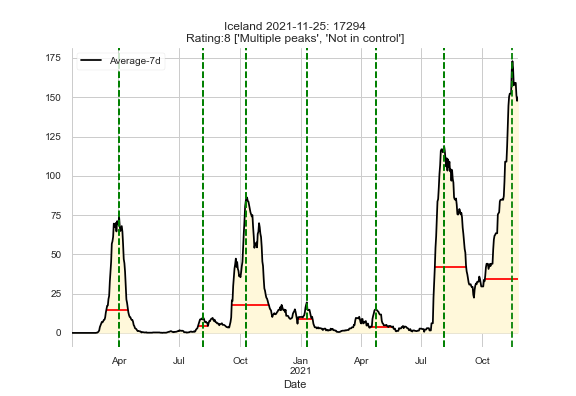 Iceland 2021-11-25: 17294
Rating:8 ['Multiple peaks', 'Not in control']
Average-7d
175
150
125
100
75
50
25
0
Apr Jul Oct Jan Apr Jul Oct
2021
Date